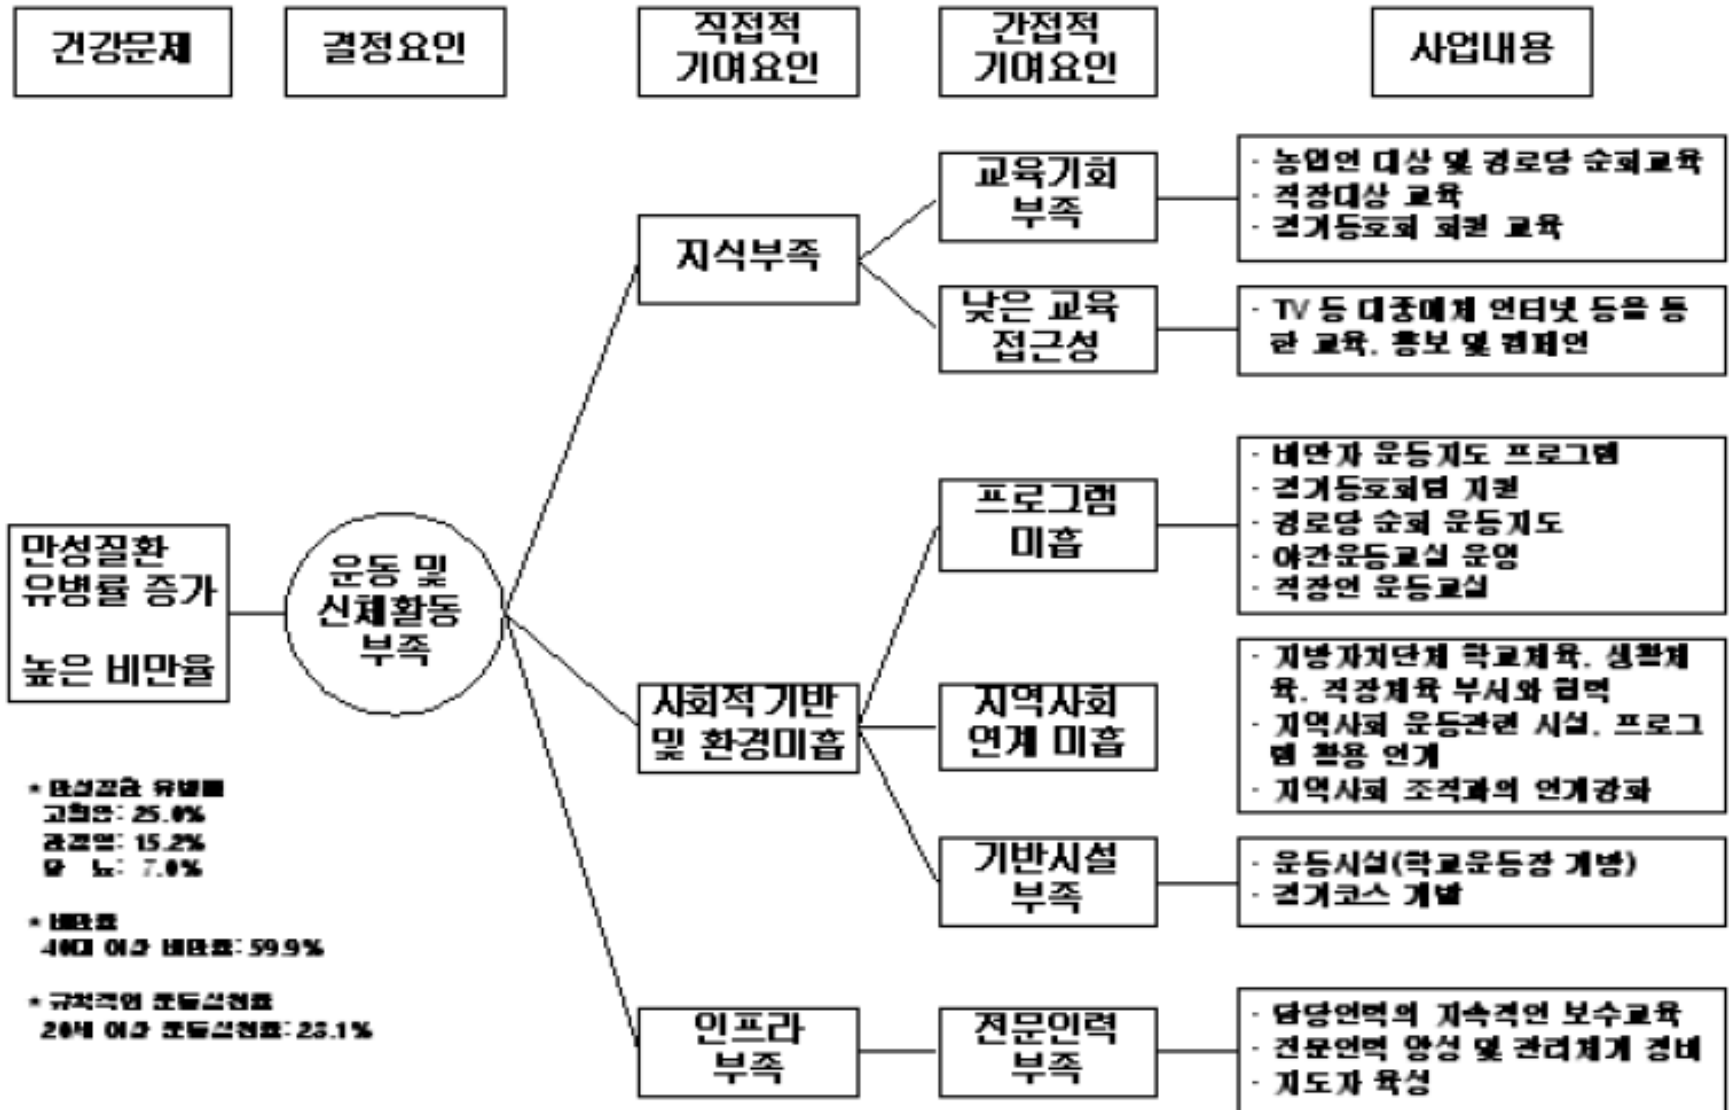 건강문제
결정요인
직접적
기여요인
간접적
기여요인
사업내용
만성질환
유병률 증가
높은 비만율
운동 및
신체활동
부족
지식부족
교육기회
부족
· 농업인 대상 및 경로당 순회교육
· 직장대상 교육
· 걷기동호회 회원 교육
낮은 교육
접근성
· TV 등 대중매체 인터넷 등을 통
한 교육, 홍보 및 캠페인
사회적 기반
및 환경미흡
프로그램
미흡
· 비만자 운동지도 프로그램
· 걷기동호회팀 지원
· 경로당 순회 운동지도
· 야간운동교실 운영
· 직장인 운동교실
지역사회
연계 미흡
· 지방자치단체 학교체육, 생활체
육, 직장체육 부서와 협력
· 지역사회 운동관련 시설, 프로그
램 활용 연계
· 지역사회 조직과의 연계강화
기반시설
부족
· 운동시설(학교운동장 개방)
· 걷기코스 개발
인프라
부족
전문인력
부족
· 담당인력의 지속적인 보수교육
· 전문인력 양성 및 관리체계 정비
· 지도자 육성
* 만성질환 유병률
고혈압: 25.0%
관절염: 15.2%
당 뇨: 7.0%
* 비만율
40대 이상 비만율: 59.9%
* 규칙적인 운동실천율
20세 이상 운동실천율: 23.1%